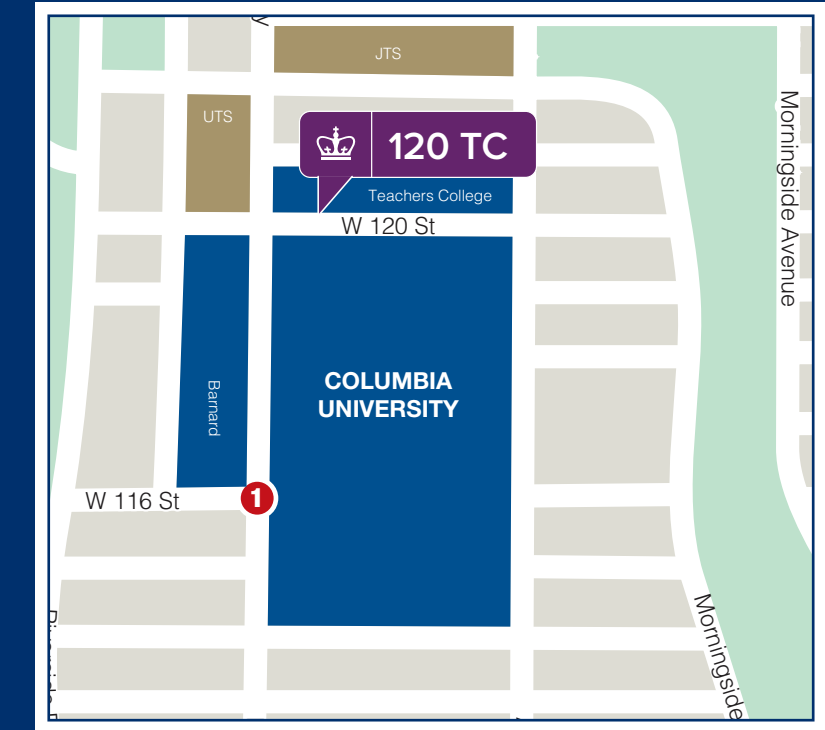 y
JTS
UTS
120 TC
Teachers College
W 120 St
Morningside Avenue
COLUMBIA
UNIVERSITY
Barnard
W 116 St
1
Morningside